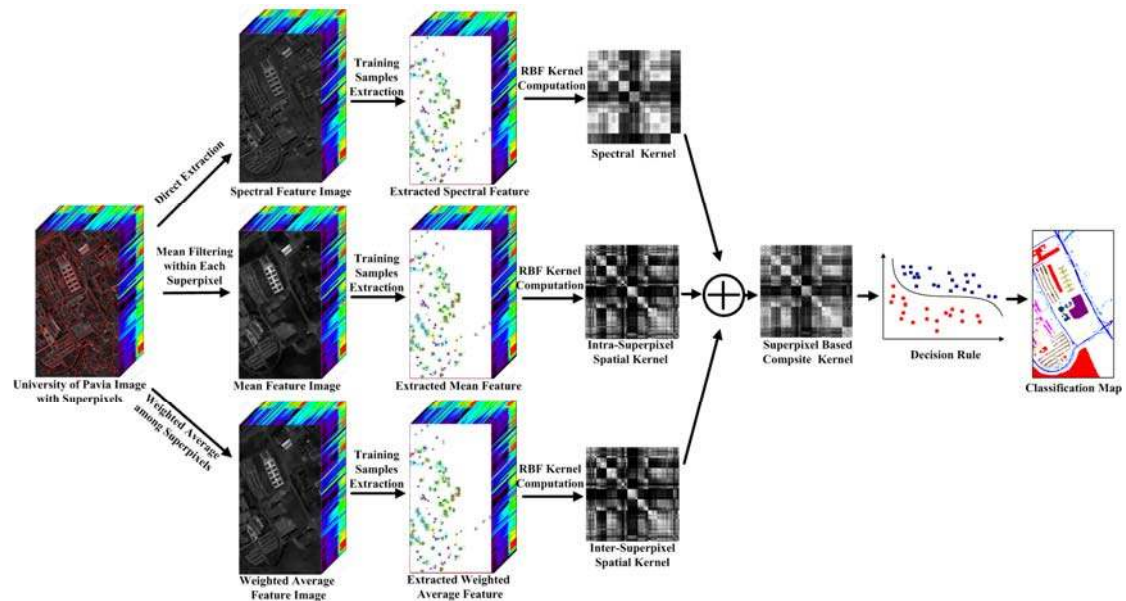 Direct Extraction
Spectral Feature Image
Training
Samples
Extraction
Extracted Spectral Feature
RBF Kernel
Computation
Spectral Kernel
University of Pavia Image
with Superpixels
Mean Filtering
within Each
Superpixel
Mean Feature Image
Training
Samples
Extraction
Extracted Mean Feature
RBF Kernel
Computation
Intra-Superpixel
Spatial Kernel
Superpixel Based
Compsite Kernel
Decision Rule
Classification Map
Weighted Average
among Superpixels
Weighted Average
Feature Image
Training
Samples
Extraction
Extracted Weighted
Average Feature
RBF Kernel
Computation
Inter-Superpixel
Spatial Kernel